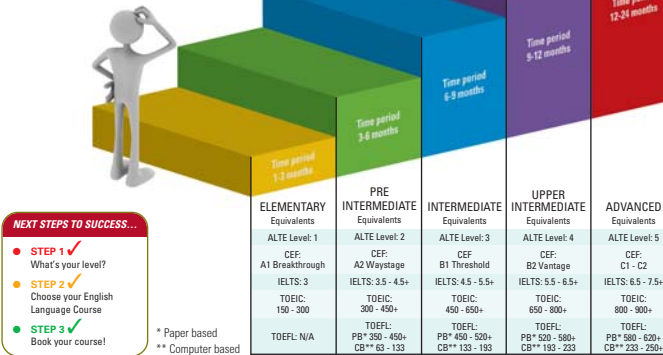 Time period
12-24 months
Time period
9-12 months
Time period
6-9 months
Time period
3-6 months
Time period
1-3 months
ELEMENTARY
Equivalents
ALTE Level: 1
CEF:
A1 Breakthrough
IELTS: 3
TOEIC:
150 - 300
TOEFL: N/A
PRE
INTERMEDIATE
Equivalents
ALTE Level: 2
CEF:
A2 Waystage
IELTS: 3.5 - 4.5+
TOEIC:
300 - 450+
TOEFL:
PB* 350 - 450+
CB** 63 - 133
INTERMEDIATE
Equivalents
ALTE Level: 3
CEF:
B1 Threshold
IELTS: 4.5 - 5.5+
TOEIC:
450 - 650+
TOEFL:
PB* 450 - 520+
CB** 133 - 193
UPPER
INTERMEDIATE
Equivalents
ALTE Level: 4
CEF:
B2 Vantage
IELTS: 5.5 - 6.5+
TOEIC:
650 - 800+
TOEFL:
PB* 520 - 580+
CB** 193 - 233
ADVANCED
Equivalents
ALTE Level: 5
CEF:
C1 - C2
IELTS: 6.5 - 7.5+
TOEIC:
800 - 900+
TOEFL:
PB* 580 - 620+
CB** 233 - 250+
NEXT STEPS TO SUCCESS...
STEP 1
What's your level?
STEP 2
Choose your English
Language Course
STEP 3
Book your course!
* Paper based
** Computer based